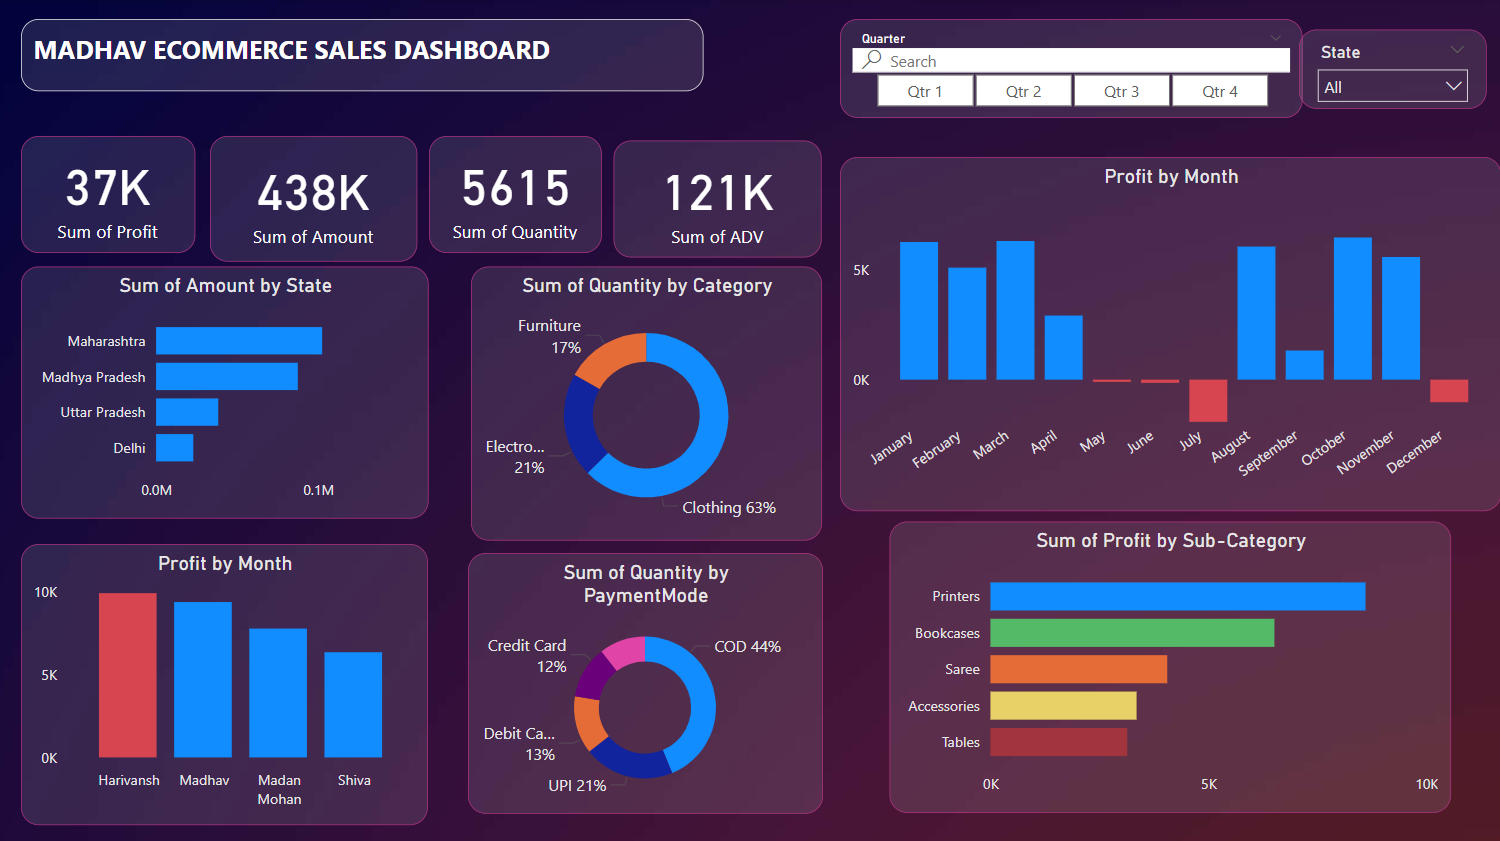 MADHAV ECOMMERCE SALES DASHBOARD
Quarter
Search
Qtr 1
Qtr 2
Qtr 3
Qtr 4
State
All
37K
Sum of Profit
438K
Sum of Amount
5615
Sum of Quantity
121K
Sum of ADV
Profit by Month
5K
0K
January
February
March
April
May
June
July
August
September
October
November
December
Sum of Amount by State
Maharashtra
Madhya Pradesh
Uttar Pradesh
Delhi
0.0M
0.1M
Sum of Quantity by Category
Furniture
17%
Electro...
21%
Clothing 63%
Profit by Month
10K
5K
0K
Harivansh
Madhav
Madan
Mohan
Shiva
Sum of Quantity by
PaymentMode
Credit Card
12%
COD 44%
Debit Ca...
13%
UPI 21%
Sum of Profit by Sub-Category
Printers
Bookcases
Saree
Accessories
Tables
0K
5K
10K